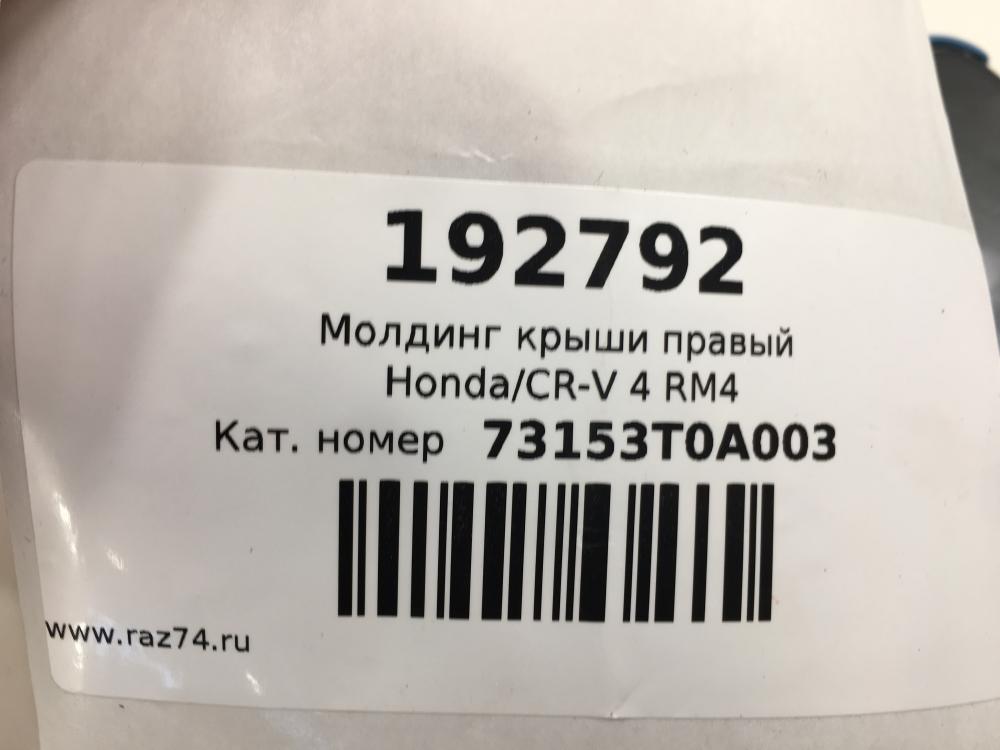 192792
Молдинг крыши правый
Honda/CR-V 4 RM4
Кат. номер 73153T0A003
www.raz74.ru